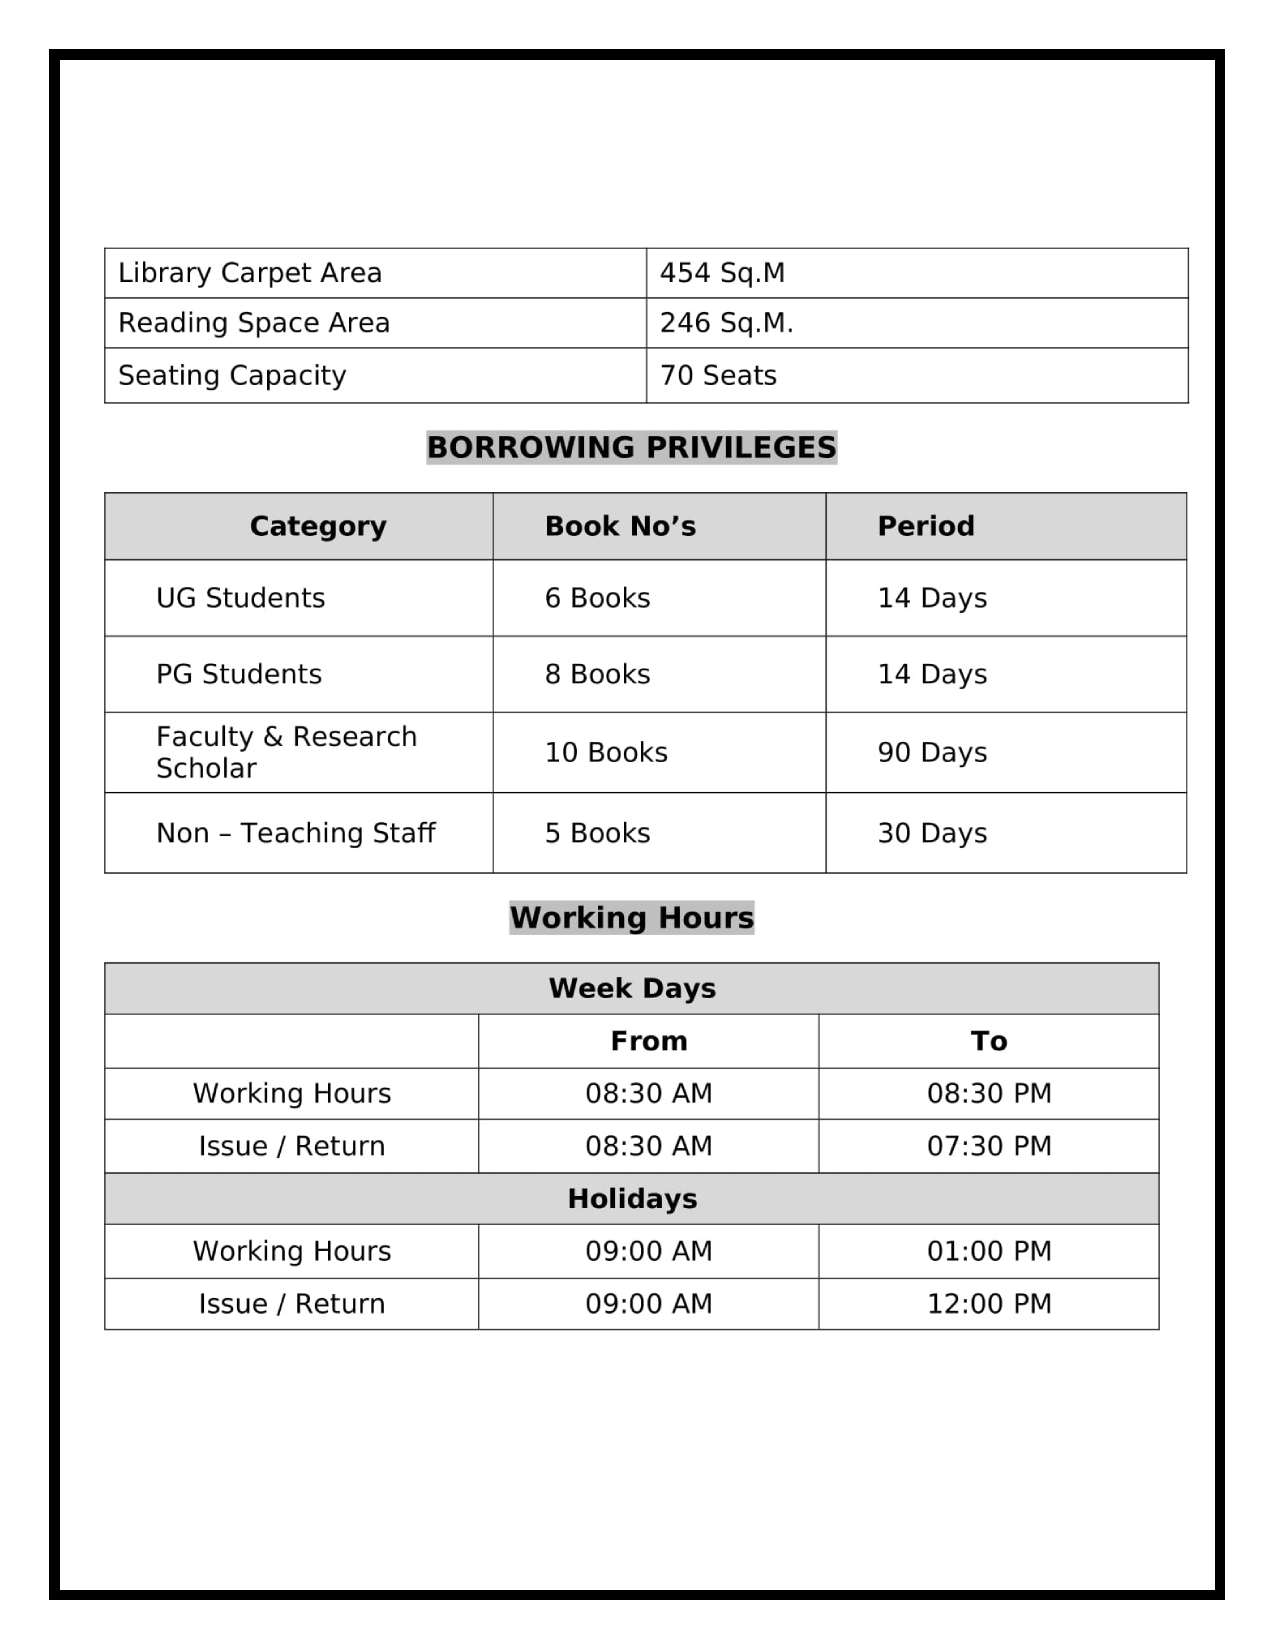 Library Carpet Area 454 Sq.M
Reading Space Area 246 Sq.M.
Seating Capacity 70 Seats
BORROWING PRIVILEGES
Category Book No’s Period
UG Students 6 Books 14 Days
PG Students 8 Books 14 Days
Faculty & Research
Scholar 10 Books 90 Days
Non – Teaching Staff 5 Books 30 Days
Working Hours
Week Days
From To
Working Hours 08:30 AM 08:30 PM
Issue / Return 08:30 AM 07:30 PM
Holidays
Working Hours 09:00 AM 01:00 PM
Issue / Return 09:00 AM 12:00 PM